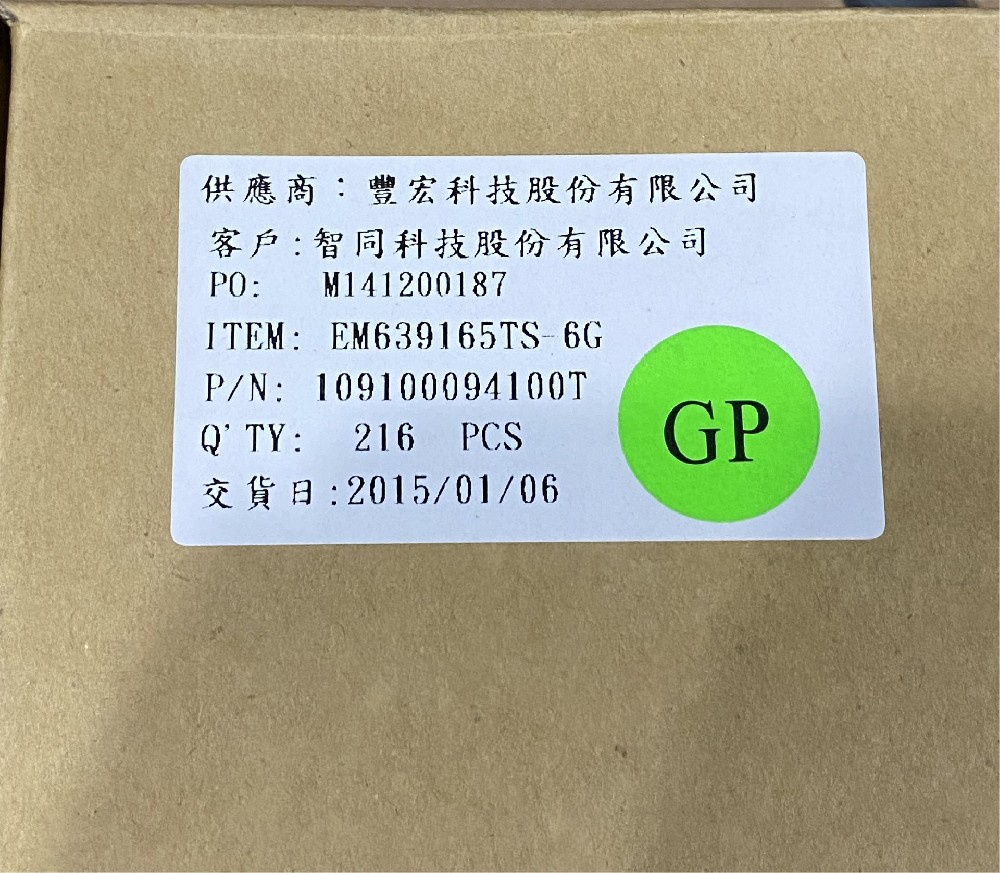 供應商：豐宏科技股份有限公司
客戶:智同科技股份有限公司
PO: M141200187
ITEM: EM639165TS-6G
P/N: 109100094100T
Q'TY: 216 PCS
交貨日:2015/01/06
GP